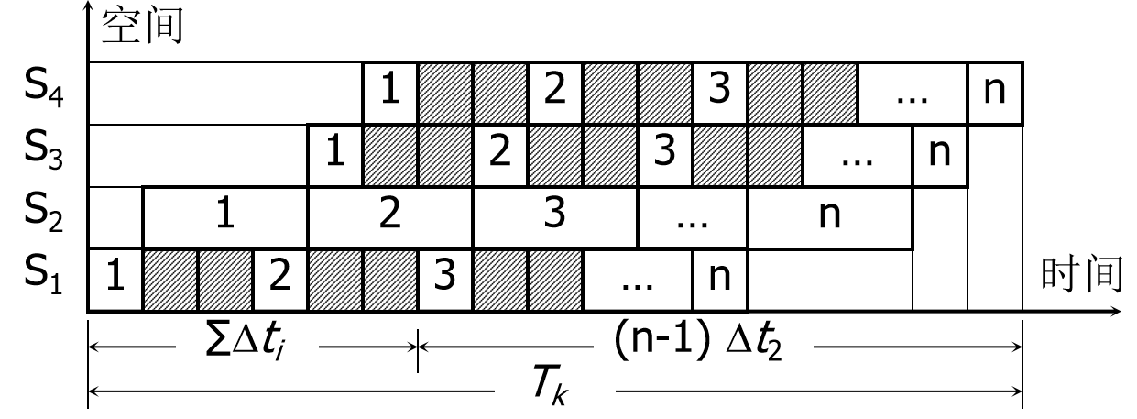 空间
S₄ 1 2 3 ... n
S₃ 1 2 3 ... n
S₂ 1 2 3 ... n
S₁ 1 2 3 ... n
时间
ΣΔtᵢ (n-1) Δt₂
Tₖ